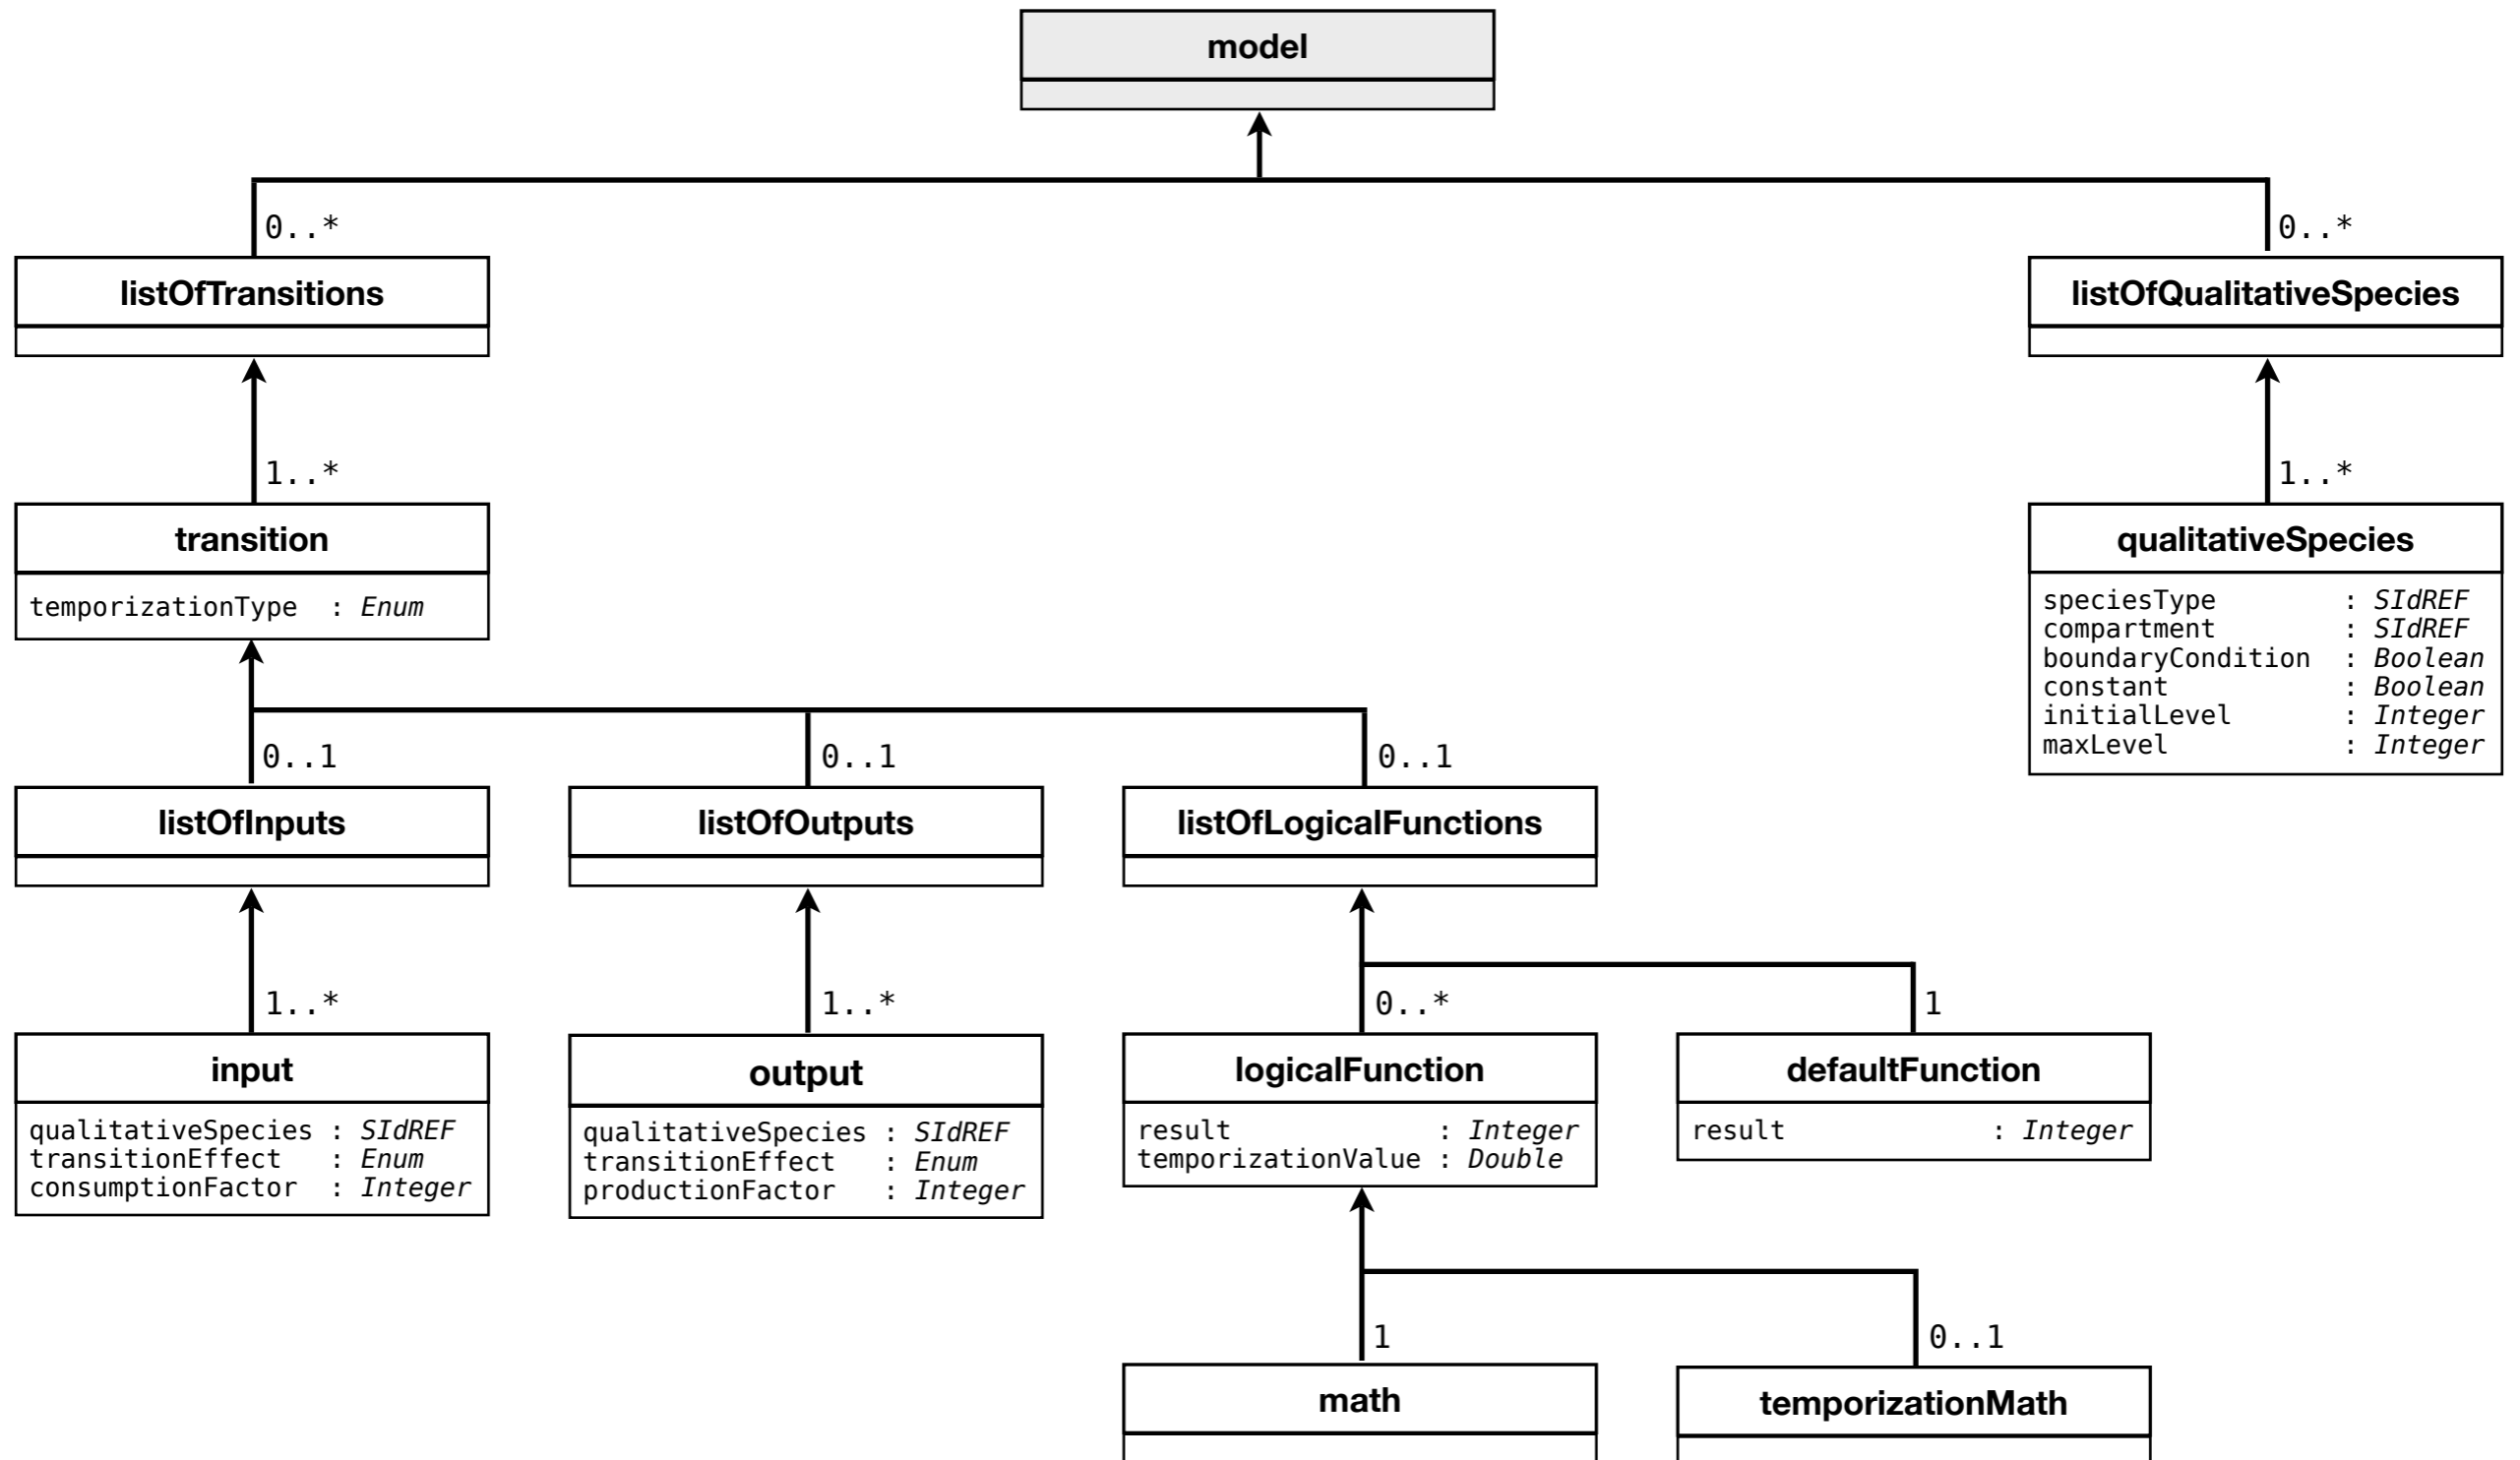 model
0..*
0..*
listOfTransitions
listOfQualitativeSpecies
1..*
1..*
transition
temporizationType : Enum
qualitativeSpecies
speciesType : SIdREF
compartment : SIdREF
boundaryCondition : Boolean
constant : Boolean
initialLevel : Integer
maxLevel : Integer
0..1
0..1
0..1
listOfInputs
listOfOutputs
listOfLogicalFunctions
1..*
1..*
0..*
1
input
qualitativeSpecies : SIdREF
transitionEffect : Enum
consumptionFactor : Integer
output
qualitativeSpecies : SIdREF
transitionEffect : Enum
productionFactor : Integer
logicalFunction
result : Integer
temporizationValue : Double
defaultFunction
result : Integer
1
0..1
math
temporizationMath